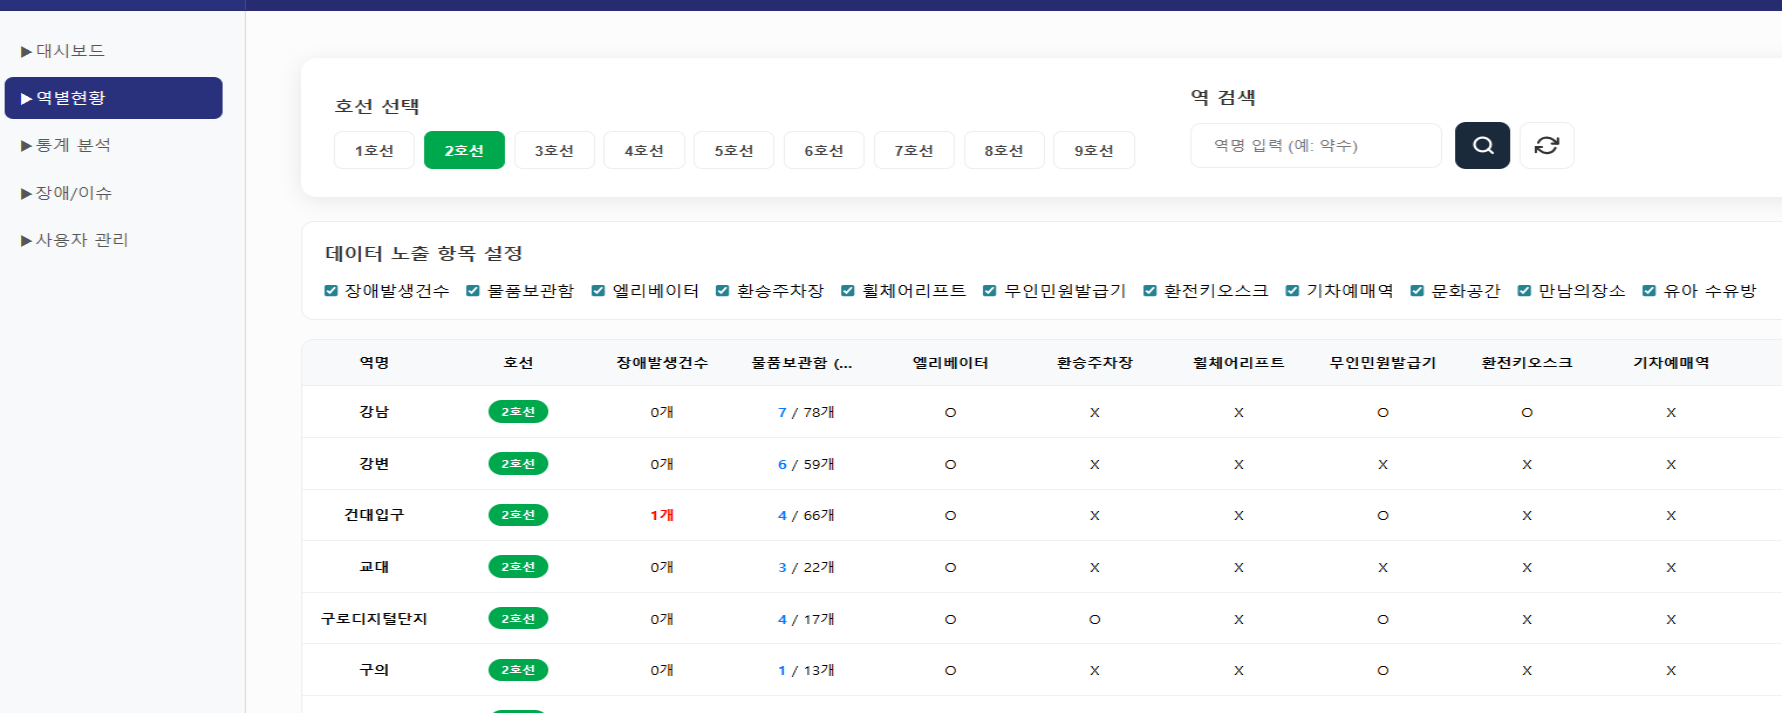 ▶대시보드
▶역별현황
▶통계 분석
▶장애/이슈
▶사용자 관리
호선 선택
1호선 2호선 3호선 4호선 5호선 6호선 7호선 8호선 9호선
역 검색
역명 입력 (예: 약수)
데이터 노출 항목 설정
장애발생건수 물품보관함 엘리베이터 환승주차장 휠체어리프트 무인민원발급기 환전키오스크 기차예매역 문화공간 만남의장소 유아 수유방
역명 호선 장애발생건수 물품보관함 (... 엘리베이터 환승주차장 휠체어리프트 무인민원발급기 환전키오스크 기차예매역
강남 2호선 0개 7 / 78개 O X X O O X
강변 2호선 0개 6 / 59개 O X X X X X
건대입구 2호선 1개 4 / 66개 O X X O X X
교대 2호선 0개 3 / 22개 O X X X X X
구로디지털단지 2호선 0개 4 / 17개 O O X O X X
구의 2호선 0개 1 / 13개 O X X O X X